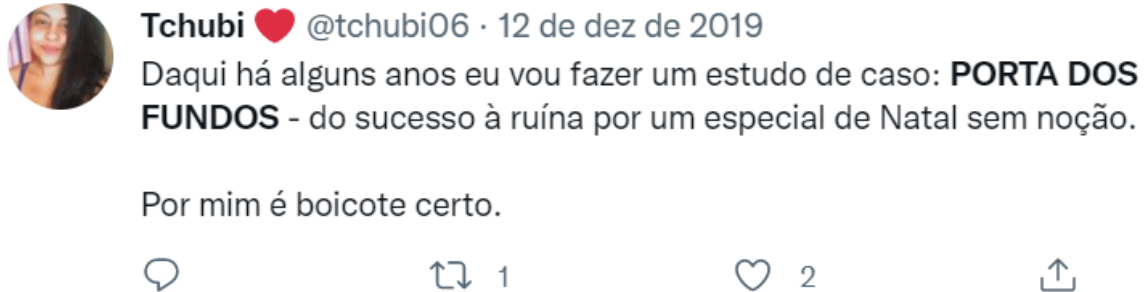 Tchubi ❤️ @tchubi06 · 12 de dez de 2019
Daqui há alguns anos eu vou fazer um estudo de caso: PORTA DOS
FUNDOS - do sucesso à ruína por um especial de Natal sem noção.
Por mim é boicote certo.
1 2